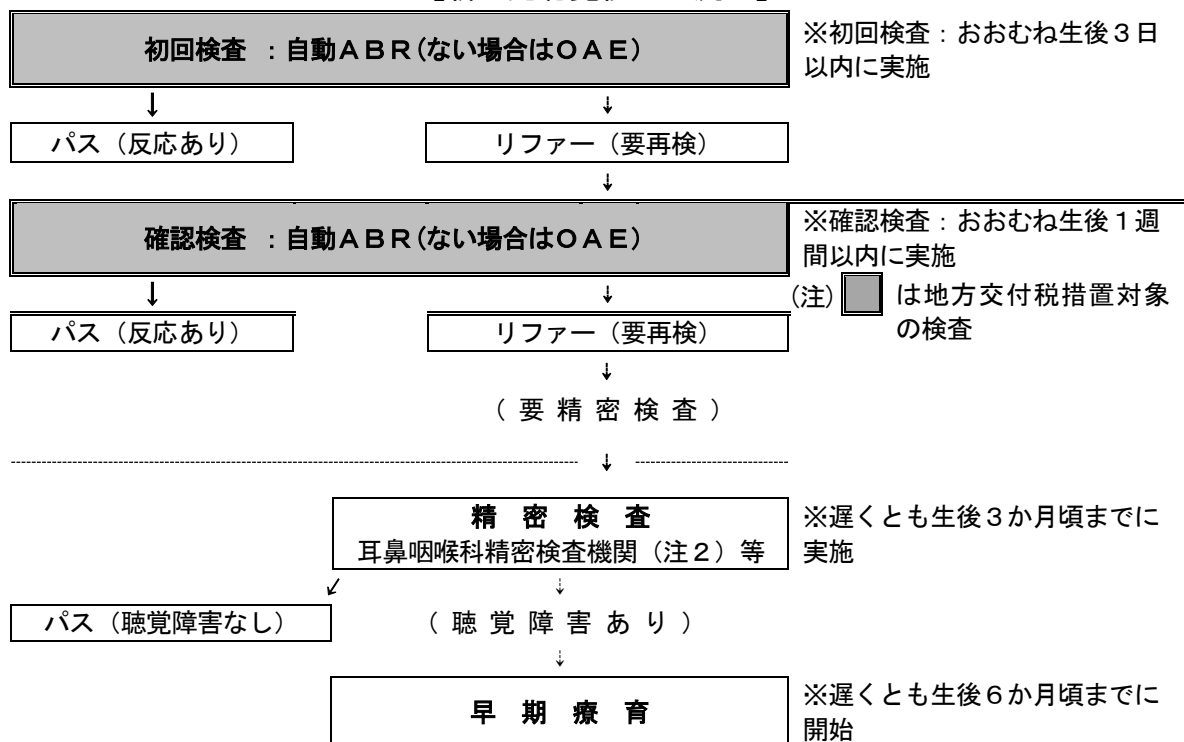 初回検査 ：自動ＡＢＲ（ない場合はＯＡＥ）
※初回検査：おおむね生後３日
以内に実施
↓ ↓
パス（反応あり） リファー（要再検）
↓
確認検査 ：自動ＡＢＲ（ない場合はＯＡＥ）
※確認検査：おおむね生後１週
間以内に実施
（注） は地方交付税措置対象
の検査
↓ ↓
パス（反応あり） リファー（要再検）
↓
（ 要 精 密 検 査 ）
↓
精 密 検 査
耳鼻咽喉科精密検査機関（注２）等
※遅くとも生後３か月頃までに
実施
↙ ↓
パス（聴覚障害なし） （ 聴 覚 障 害 あ り ）
↓
早 期 療 育
※遅くとも生後６か月頃までに
開始